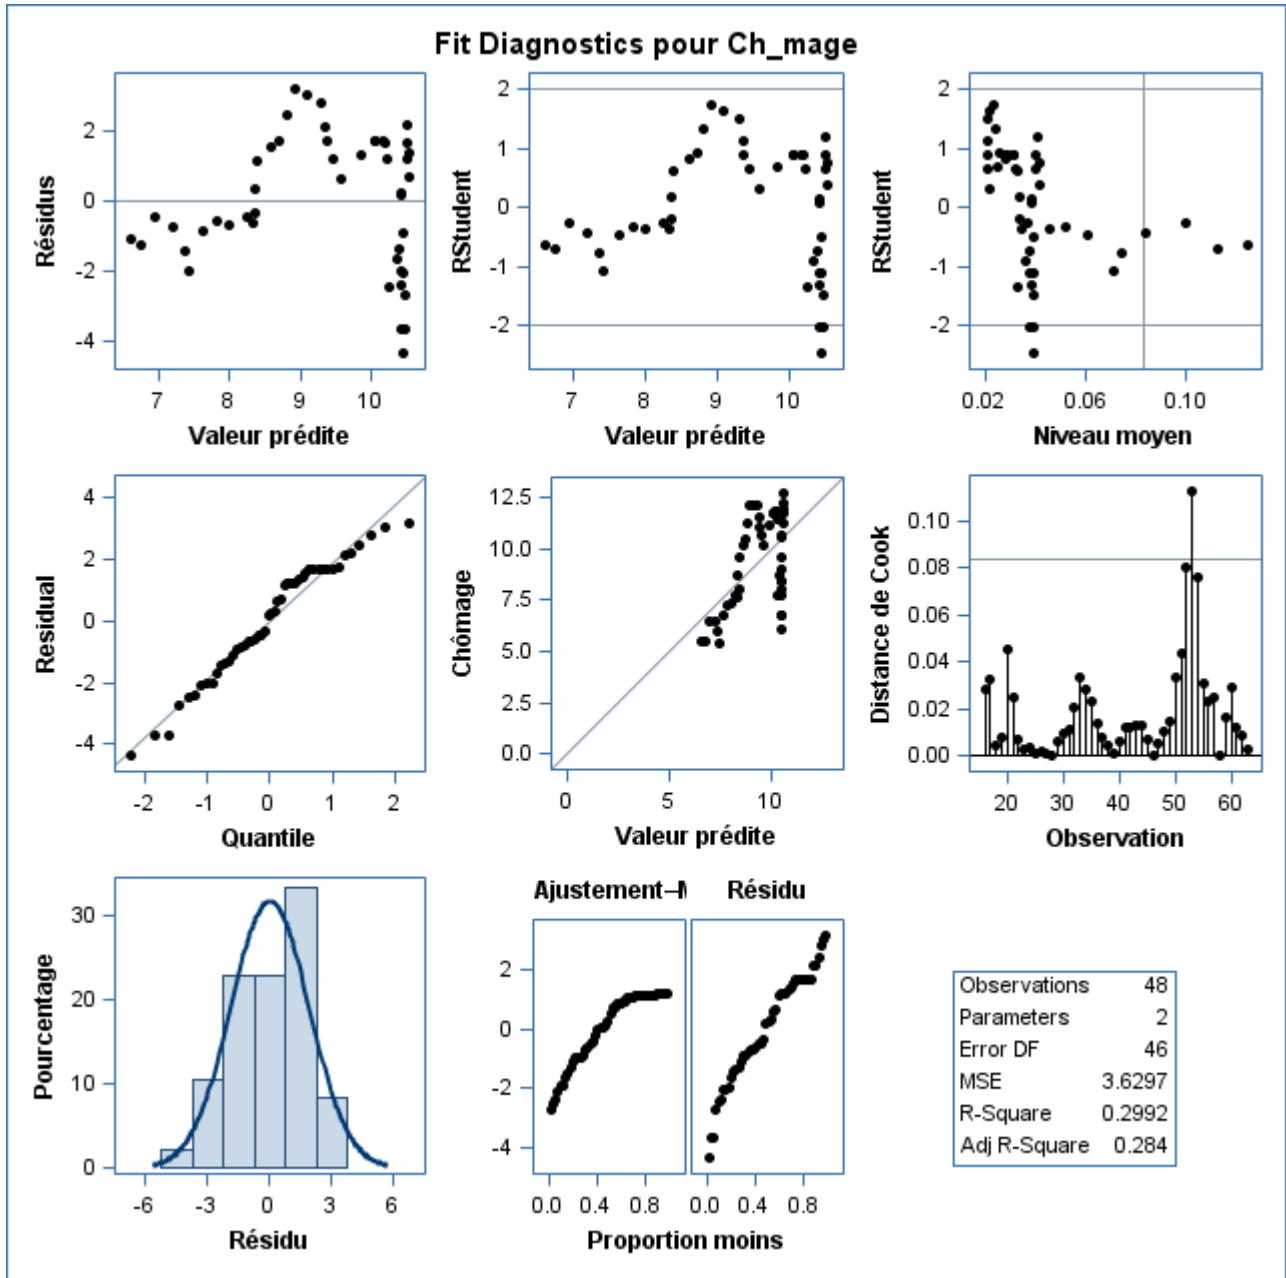 Fit Diagnostics pour Ch_mage
Résidus
2
0
-2
-4
7 8 9 10
Valeur prédite
RStudent
2
1
0
-1
-2
7 8 9 10
Valeur prédite
RStudent
2
1
0
-1
-2
0.02 0.06 0.10
Niveau moyen
Residual
4
2
0
-2
-4
-2 -1 0 1 2
Quantile
Chômage
12.5
10.0
7.5
5.0
2.5
0.0
0 5 10
Valeur prédite
Distance de Cook
0.10
0.08
0.06
0.04
0.02
0.00
20 30 40 50 60
Observation
Pourcentage
30
20
10
0
-6 -3 0 3 6
Résidu
Ajustement–M
Résidu
2
0
-2
-4
0.0 0.4 0.8 0.0 0.4 0.8
Proportion moins
Observations 48
Parameters 2
Error DF 46
MSE 3.6297
R-Square 0.2992
Adj R-Square 0.284